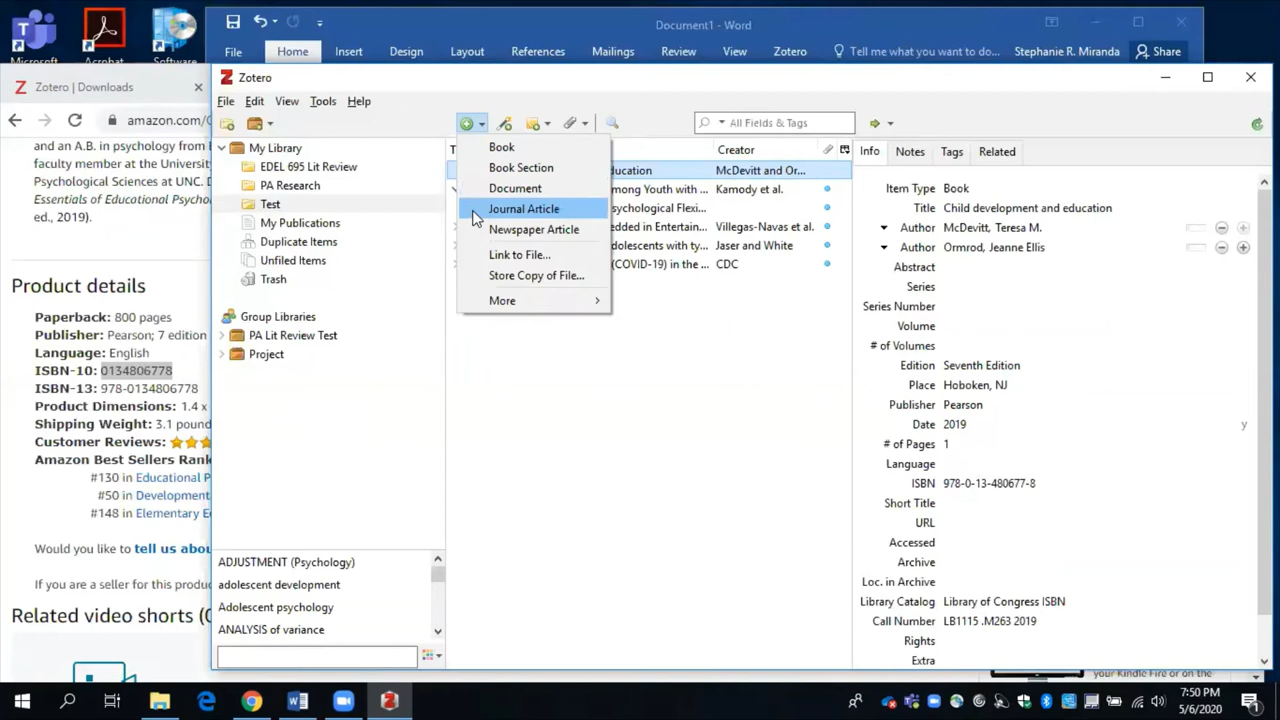 Microsoft
Acrobat
Software
Document1 - Word
File
Home
Insert
Design
Layout
References
Mailings
Review
View
Zotero
Tell me what you want to do...
Stephanie R. Miranda
Share
Zotero | Downloads
amazon.com/
and an A.B. in psychology from
faculty member at the University
Psychological Sciences at UNC. D
Essentials of Educational Psychol
ed., 2019).
Product details
Paperback: 800 pages
Publisher: Pearson; 7 edition
Language: English
ISBN-10: 0134806778
ISBN-13: 978-0134806778
Product Dimensions: 1.4 x
Shipping Weight: 3.1 pound
Customer Reviews:
Amazon Best Sellers Rank
#130 in Educational P
#50 in Development
#148 in Elementary E
Would you like to tell us abou
If you are a seller for this produc
Related video shorts (0
Zotero
File
Edit
View
Tools
Help
All Fields & Tags
My Library
EDEL 695 Lit Review
PA Research
Test
My Publications
Duplicate Items
Unfiled Items
Trash
Group Libraries
PA Lit Review Test
Project
ADJUSTMENT (Psychology)
adolescent development
Adolescent psychology
ANALYSIS of variance
Book
Book Section
Document
Journal Article
Newspaper Article
Link to File...
Store Copy of File...
More
T
Creator
ducation
McDevitt and Or...
mong Youth with ...
Kamody et al.
sychological Flexi...
ded in Entertain...
Villegas-Navas et al.
dolescents with ty...
Jaser and White
(COVID-19) in the ...
CDC
Info
Notes
Tags
Related
Item Type Book
Title Child development and education
Author McDevitt, Teresa M.
Author Ormrod, Jeanne Ellis
Abstract
Series
Series Number
Volume
# of Volumes
Edition Seventh Edition
Place Hoboken, NJ
Publisher Pearson
Date 2019 y
# of Pages 1
Language
ISBN 978-0-13-480677-8
Short Title
URL
Accessed
Archive
Loc. in Archive
Library Catalog Library of Congress ISBN
Call Number LB1115 .M263 2019
Rights
Extra
your Kindle Fire or on the
7:50 PM
5/6/2020
1